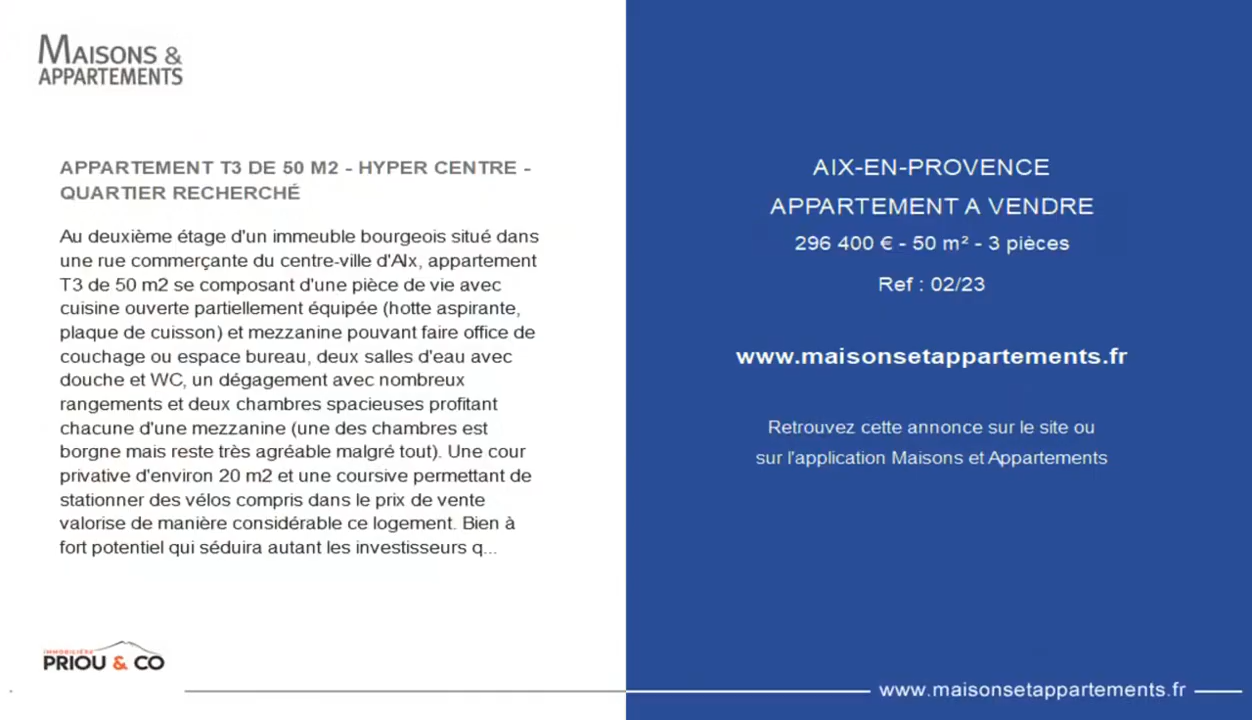 MAISONS &
APPARTEMENTS
APPARTEMENT T3 DE 50 M2 - HYPER CENTRE -
QUARTIER RECHERCHÉ
Au deuxième étage d'un immeuble bourgeois situé dans
une rue commerçante du centre-ville d'AIx, appartement
T3 de 50 m2 se composant d'une pièce de vie avec
cuisine ouverte partiellement équipée (hotte aspirante,
plaque de cuisson) et mezzanine pouvant faire office de
couchage ou espace bureau, deux salles d'eau avec
douche et WC, un dégagement avec nombreux
rangements et deux chambres spacieuses profitant
chacune d'une mezzanine (une des chambres est
borgne mais reste très agréable malgré tout). Une cour
privative d'environ 20 m2 et une coursive permettant de
stationner des vélos compris dans le prix de vente
valorise de manière considérable ce logement. Bien à
fort potentiel qui séduira autant les investisseurs q...
IMMOBILIÈRE
PRIOU & CO
AIX-EN-PROVENCE
APPARTEMENT A VENDRE
296 400 € - 50 m² - 3 pièces
Ref : 02/23
www.maisonsetappartements.fr
Retrouvez cette annonce sur le site ou
sur l'application Maisons et Appartements
www.maisonsetappartements.fr